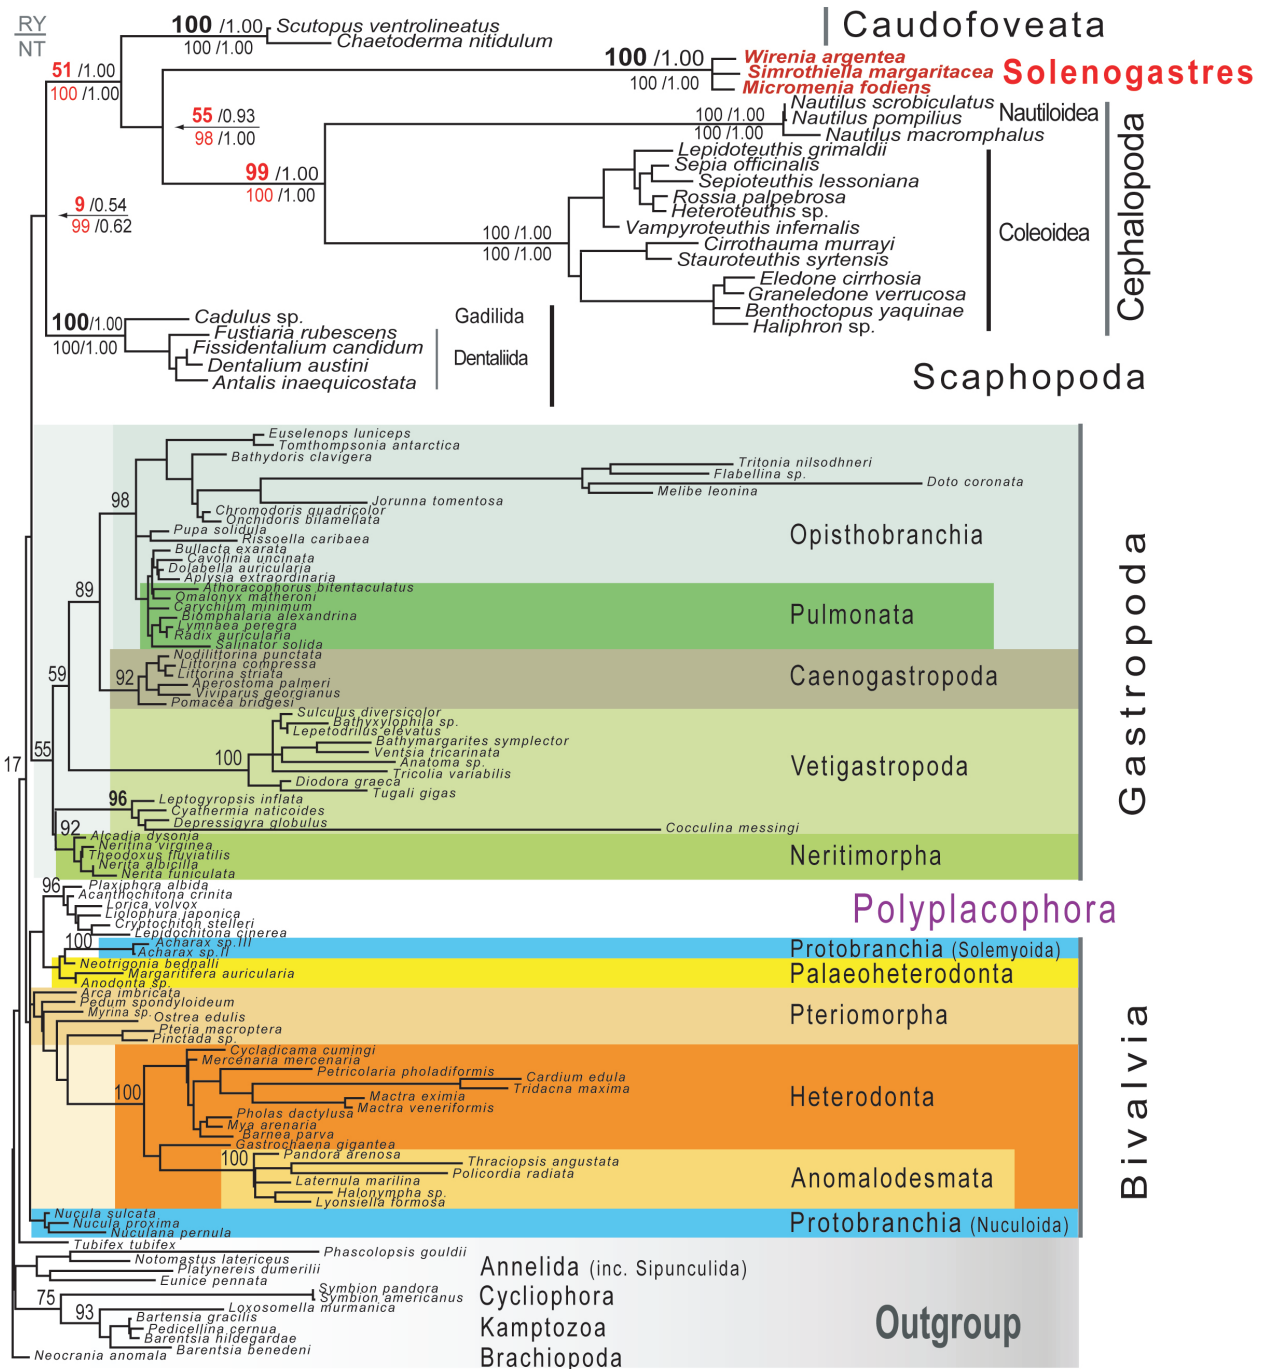 RY
NT
100 /1.00
100 /1.00
Scutopus ventrolineatus
Chaetoderma nitidulum
Caudofoveata
51 /1.00
100 /1.00
100 /1.00
100 /1.00
Wirenia argentea
Simrothiella margaritacea
Micromenia fodiens
Solenogastres
55 /0.93
98 /1.00
100 /1.00
100 /1.00
Nautilus scrobiculatus
Nautilus pompilius
Nautilus macromphalus
Nautiloidea
99 /1.00
100 /1.00
Lepidoteuthis grimaldii
Sepia officinalis
Sepioteuthis lessoniana
Rossia palpebrosa
Heteroteuthis sp.
Vampyroteuthis infernalis
Cirrothauma murrayi
Stauroteuthis syrtensis
Eledone cirrhosia
Graneledone verrucosa
Benthoctopus yaquinae
Haliphron sp.
Coleoidea
Cephalopoda
9 /0.54
99 /0.62
100 /1.00
100 /1.00
100/1.00
100/1.00
Cadulus sp.
Fustiaria rubescens
Fissidentalium candidum
Dentalium austini
Antalis inaequicostata
Gadilida
Dentaliida
Scaphopoda
Euselenops luniceps
Tomthompsonia antarctica
Bathydoris clavigera
Tritonia nilsodhneri
Flabellina sp.
Doto coronata
Melibe leonina
Jorunna tomentosa
Chromodoris quadricolor
Onchidoris bilamellata
Pupa solidula
Rissoella caribaea
Bullacta exarata
Cavolinia uncinata
Dolabella auricularia
Aplysia extraordinaria
98
Opisthobranchia
Athoracophorus bitentaculatus
Omalonyx matheroni
Carychium minimum
Biomphalaria alexandrina
Lymnaea peregra
Radix auricularia
Salinator solida
89
Pulmonata
Nodilittorina punctata
Littorina compressa
Littorina striata
Aperostoma palmeri
Viviparus georgianus
Pomacea bridgesi
59
92
Caenogastropoda
Sulculus diversicolor
Bathyxylophila sp.
Lepetodrilus elevatus
Bathymargarites symplector
Ventsia tricarinata
Anatoma sp.
Tricolia variabilis
Diodora graeca
Tugali gigas
55
100
17
Vetigastropoda
96
Leptogyropsis inflata
Cyathermia naticoides
Depressigyra globulus
Cocculina messingi
92
Alcadia dysonia
Neritina virginea
Theodoxus fluviatilis
Nerita albicilla
Nerita funiculata
Neritimorpha
Gastropoda
96
Plaxiphora albida
Acanthochitona crinita
Lorica volvox
Liolophura japonica
Cryptochiton stelleri
Lepidochitona cinerea
Polyplacophora
100
Acharax sp.III
Acharax sp.II
Protobranchia (Solemyoida)
Neotrigonia bednalli
Margaritifera auricularia
Anodonta sp.
Palaeoheterodonta
Arca imbricata
Pedum spondyloideum
Myrina sp.
Ostrea edulis
Pteria macroptera
Pinctada sp.
Pteriomorpha
100
Cycladicama cumingi
Mercenaria mercenaria
Petricolaria pholadiformis
Cardium edula
Tridacna maxima
Mactra eximia
Mactra veneriformis
Pholas dactylusa
Mya arenaria
Barnea parva
Gastrochaena gigantea
Heterodonta
100
Pandora arenosa
Thraciopsis angustata
Policordia radiata
Laternula marilina
Halonympha sp.
Lyonsiella formosa
Anomalodesmata
Nucula sulcata
Nucula proxima
Nuculana pernula
Protobranchia (Nuculoida)
Bivalvia
Tubifex tubifex
Phascolopsis gouldii
Notomastus latericeus
Platynereis dumerilii
Eunice pennata
Annelida (inc. Sipunculida)
75
Symbion pandora
Symbion americanus
Cycliophora
93
Loxosomella murmanica
Bartensia gracilis
Pedicellina cernua
Barentsia hildegardae
Barentsia benedeni
Kamptozoa
Neocrania anomala
Brachiopoda
Outgroup